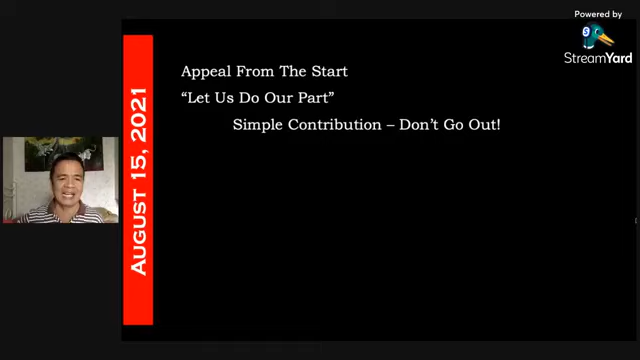 Powered by
StreamYard
Appeal From The Start
“Let Us Do Our Part”
Simple Contribution – Don’t Go Out!
August 15, 2021